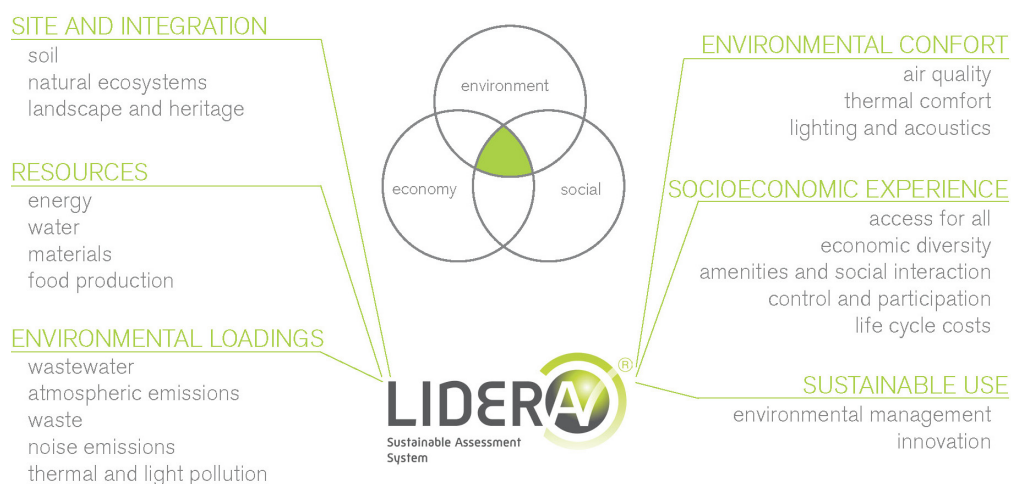 SITE AND INTEGRATION
soil
natural ecosystems
landscape and heritage
RESOURCES
energy
water
materials
food production
ENVIRONMENTAL LOADINGS
wastewater
atmospheric emissions
waste
noise emissions
thermal and light pollution
environment
economy
social
LIDERA
®
Sustainable Assessment
System
ENVIRONMENTAL CONFORT
air quality
thermal comfort
lighting and acoustics
SOCIOECONOMIC EXPERIENCE
access for all
economic diversity
amenities and social interaction
control and participation
life cycle costs
SUSTAINABLE USE
environmental management
innovation